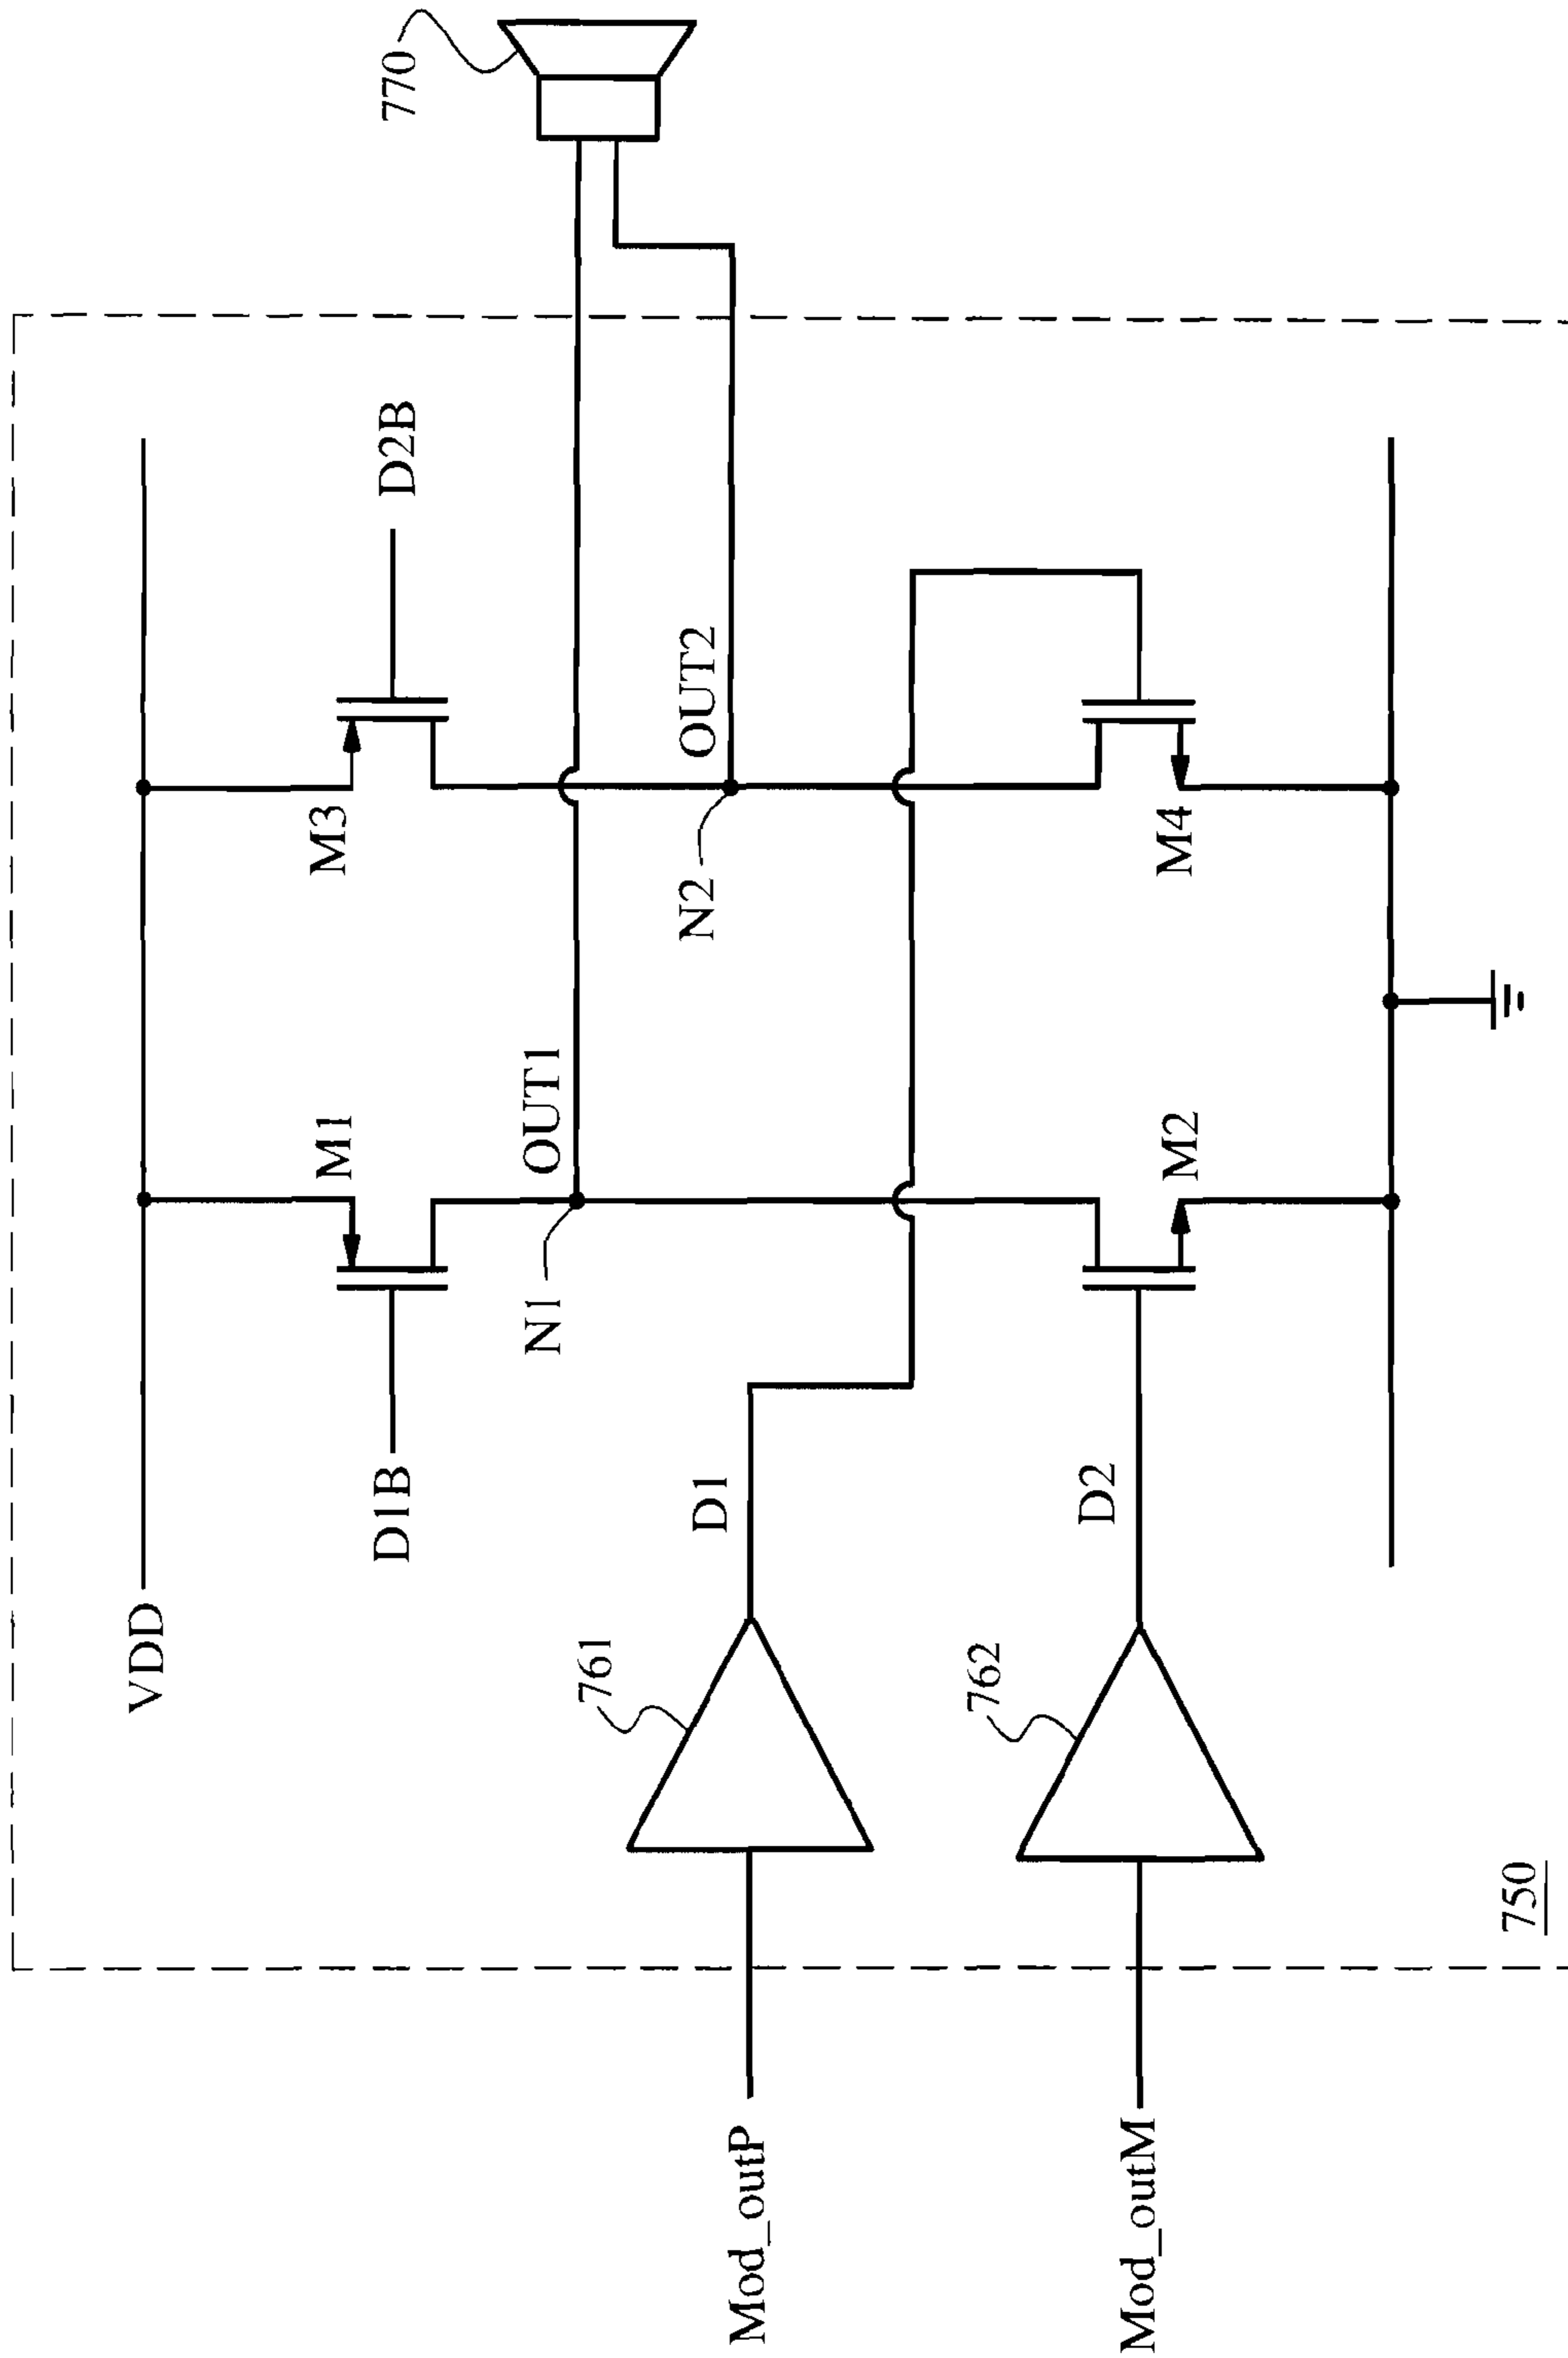 VDD
D1B
M1
M3
D2B
770
N1
OUT1
N2
OUT2
761
D1
762
D2
M2
M4
Mod_outP
Mod_outM
750